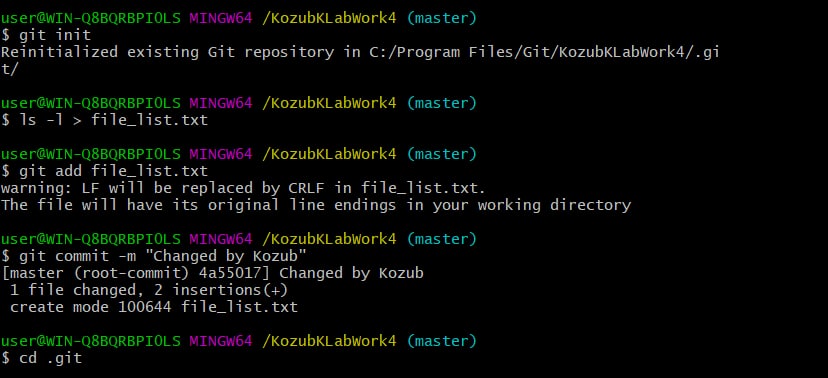 user@WIN-Q8BQRBPIOLS MINGW64 /KozubKLabWork4 (master)
$ git init
Reinitialized existing Git repository in C:/Program Files/Git/KozubKLabWork4/.gi
t/
user@WIN-Q8BQRBPIOLS MINGW64 /KozubKLabWork4 (master)
$ ls -l > file_list.txt
user@WIN-Q8BQRBPIOLS MINGW64 /KozubKLabWork4 (master)
$ git add file_list.txt
warning: LF will be replaced by CRLF in file_list.txt.
The file will have its original line endings in your working directory
user@WIN-Q8BQRBPIOLS MINGW64 /KozubKLabWork4 (master)
$ git commit -m "Changed by Kozub"
[master (root-commit) 4a55017] Changed by Kozub
 1 file changed, 2 insertions(+)
 create mode 100644 file_list.txt
user@WIN-Q8BQRBPIOLS MINGW64 /KozubKLabWork4 (master)
$ cd .git